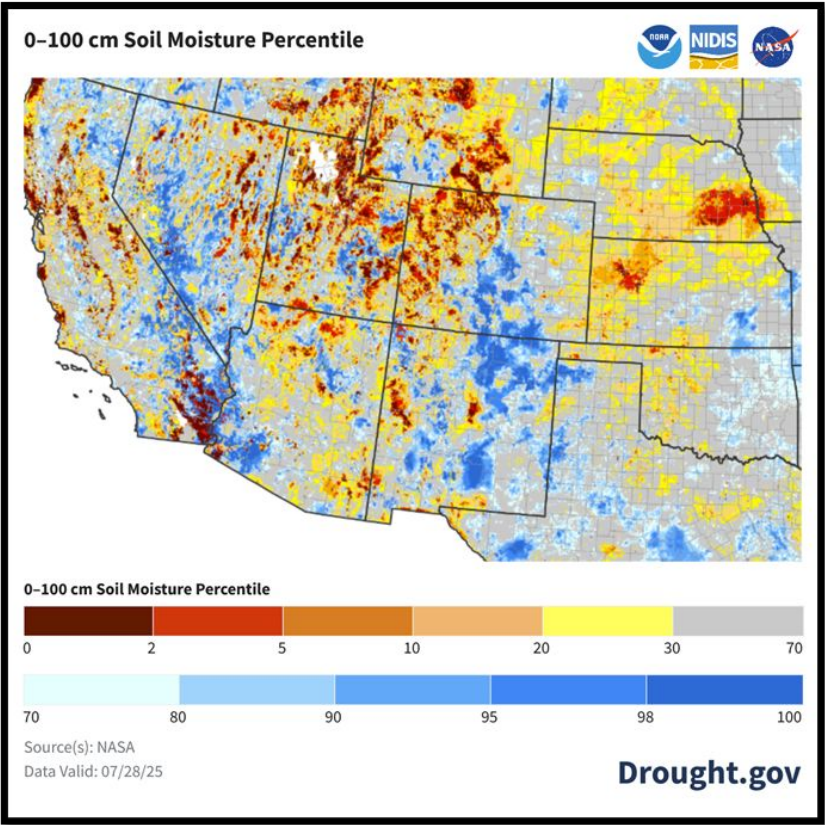 0–100 cm Soil Moisture Percentile
NOAA
NIDIS
NASA
0–100 cm Soil Moisture Percentile
0 2 5 10 20 30 70
70 80 90 95 98 100
Source(s): NASA
Data Valid: 07/28/25
Drought.gov